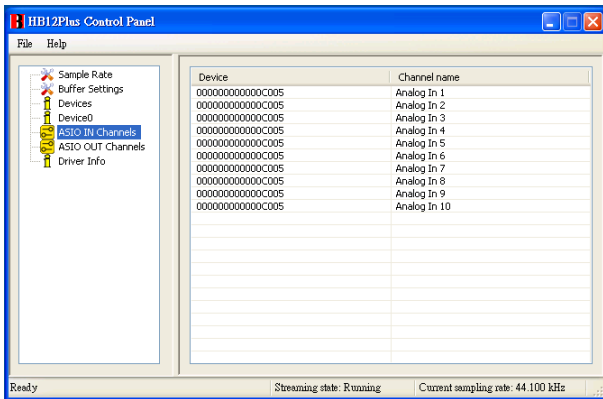 HB12Plus Control Panel
File Help
Sample Rate
Buffer Settings
Devices
Device0
ASIO IN Channels
ASIO OUT Channels
Driver Info
Device Channel name
000000000000C005 Analog In 1
000000000000C005 Analog In 2
000000000000C005 Analog In 3
000000000000C005 Analog In 4
000000000000C005 Analog In 5
000000000000C005 Analog In 6
000000000000C005 Analog In 7
000000000000C005 Analog In 8
000000000000C005 Analog In 9
000000000000C005 Analog In 10
Ready Streaming state: Running Current sampling rate: 44.100 kHz